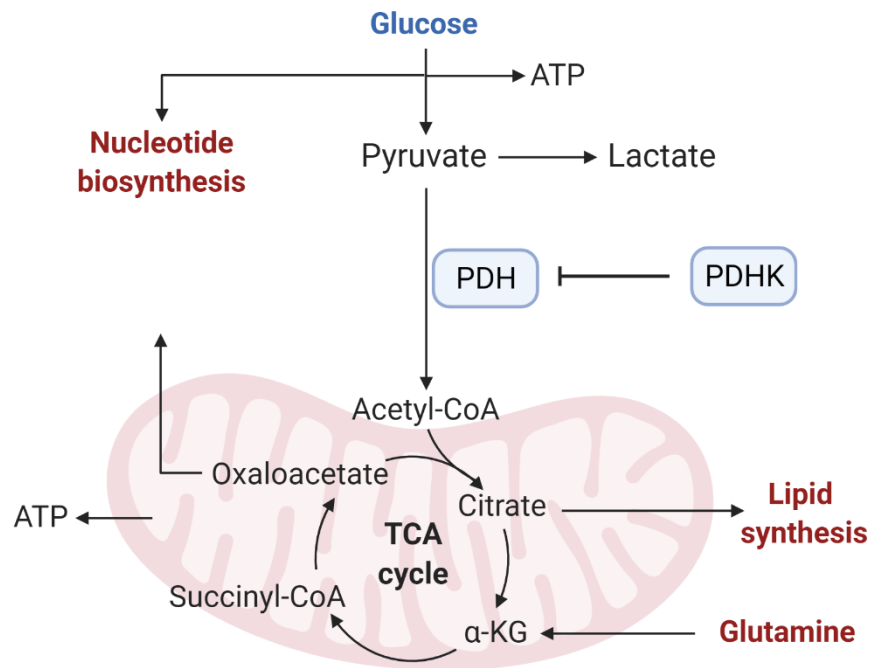 Glucose
ATP
Nucleotide
biosynthesis
Pyruvate
Lactate
PDH
PDHK
Acetyl-CoA
Oxaloacetate
Citrate
Lipid
synthesis
ATP
TCA
cycle
Succinyl-CoA
α-KG
Glutamine